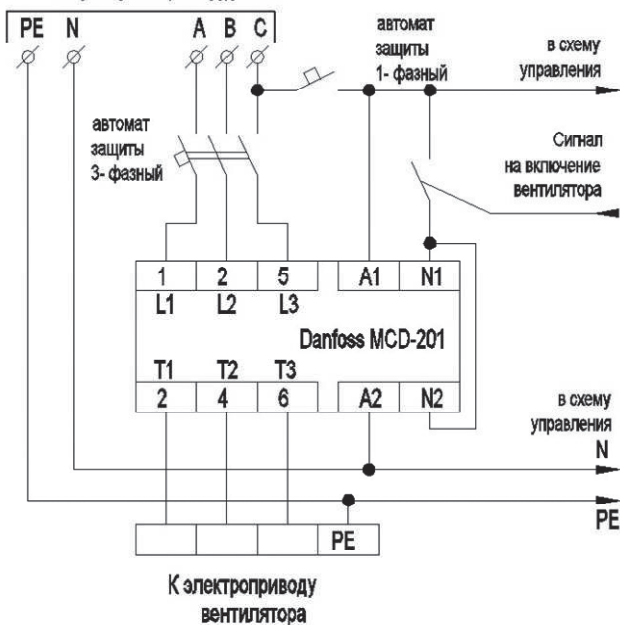 PE N A B C
автомат
защиты
1- фазный
в схему
управления
автомат
защиты
3- фазный
Сигнал
на включение
вентилятора
1 2 5 A1 N1
L1 L2 L3
Danfoss MCD-201
T1 T2 T3
2 4 6 A2 N2
в схему
управления
N
PE
PE
К электроприводу
вентилятора